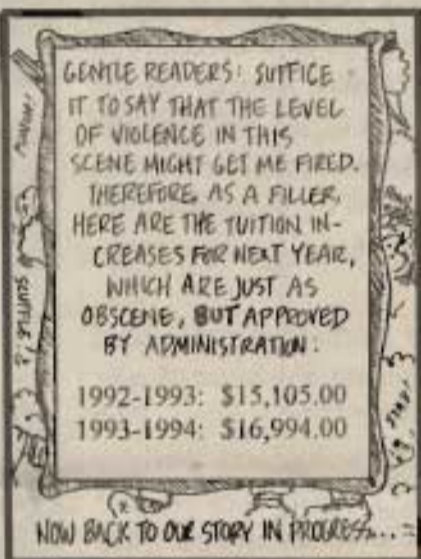 GENTLE READERS: SUFFICE
IT TO SAY THAT THE LEVEL
OF VIOLENCE IN THIS
SCENE MIGHT GET ME FIRED.
THEREFORE, AS A FILLER,
HERE ARE THE TUITION IN-
CREASES FOR NEXT YEAR,
WHICH ARE JUST AS
OBSCENE, BUT APPROVED
BY ADMINISTRATION:
1992-1993: $15,105.00
1993-1994: $16,994.00
NOW BACK TO OUR STORY IN PROGRESS...